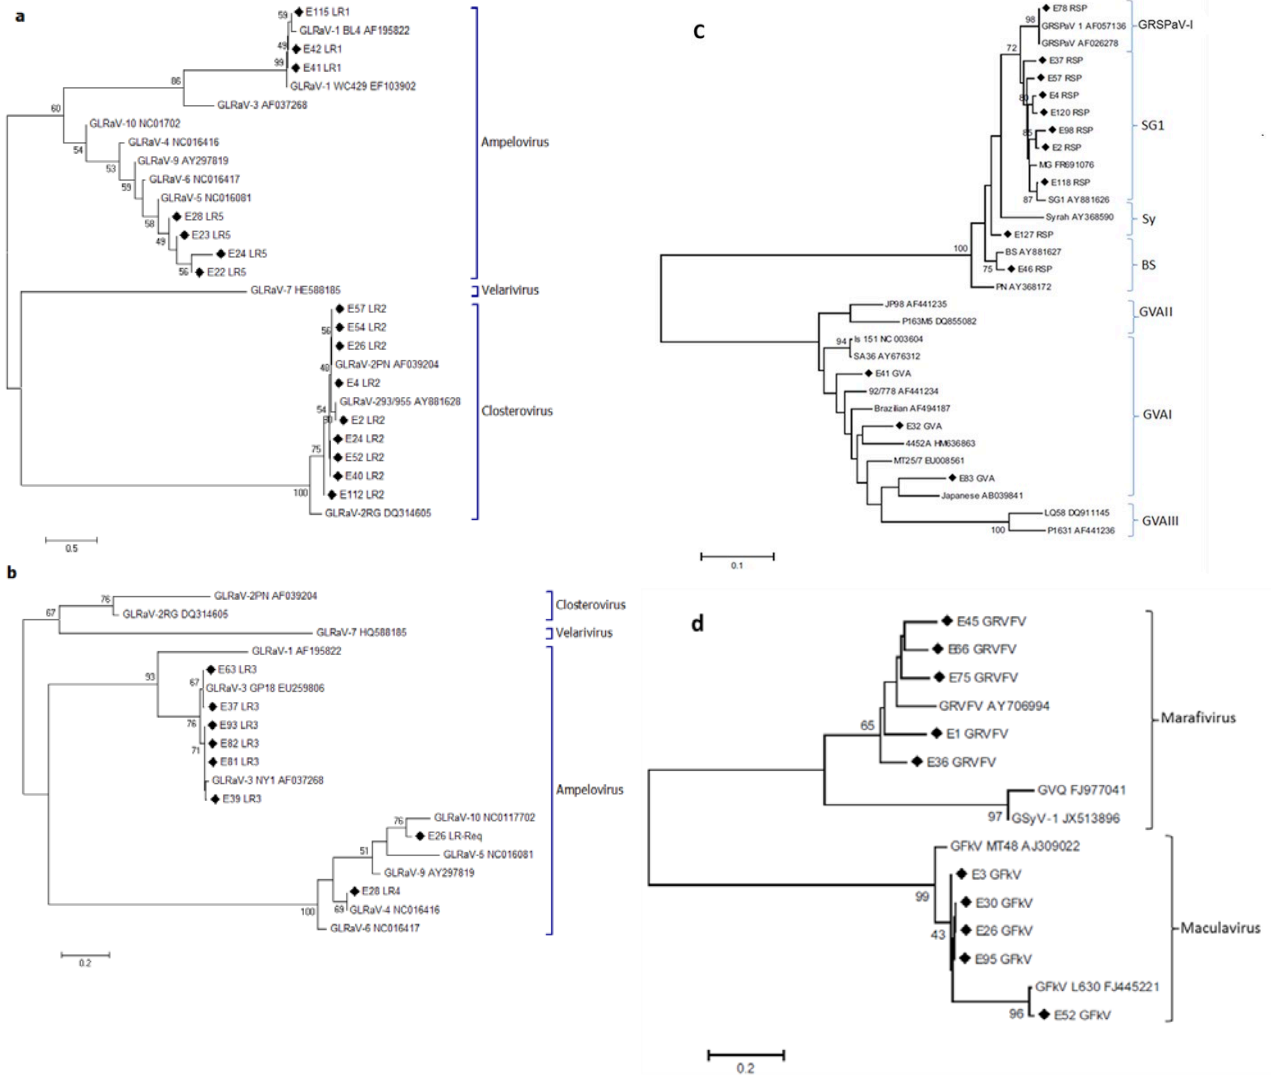 a
59
E115 LR1
GLRaV-1 BL4 AF195822
49
E42 LR1
99
E41 LR1
GLRaV-1 WC429 EF103902
86
GLRaV-3 AF037268
60
GLRaV-10 NC01702
54
GLRaV-4 NC016416
53
GLRaV-9 AY297819
59
GLRaV-6 NC016417
GLRaV-5 NC016081
58
E28 LR5
49
E23 LR5
E24 LR5
56
E22 LR5
Ampelovirus
GLRaV-7 HE588185
Velarivirus
E57 LR2
56
E54 LR2
E26 LR2
GLRaV-2PN AF039204
E4 LR2
GLRaV-293/955 AY881628
54
E2 LR2
E24 LR2
75
E52 LR2
E40 LR2
100
E112 LR2
GLRaV-2RG DQ314605
Closterovirus
0.5
b
76
GLRaV-2PN AF039204
67
GLRaV-2RG DQ314605
Closterovirus
GLRaV-7 HQ588185
Velarivirus
GLRaV-1 AF195822
93
E63 LR3
67
GLRaV-3 GP18 EU259806
E37 LR3
76
E93 LR3
71
E82 LR3
E81 LR3
GLRaV-3 NY1 AF037268
E39 LR3
Ampelovirus
76
GLRaV-10 NC0117702
E26 LR-Req
51
GLRaV-5 NC016081
GLRaV-9 AY297819
E28 LR4
100
69
GLRaV-4 NC016416
GLRaV-6 NC016417
0.2
c
E78 RSP
98
GRSPaV 1 AF057136
GRSPaV-I
GRSPaV AF026278
72
E37 RSP
E57 RSP
E4 RSP
E120 RSP
SG1
85
E98 RSP
E2 RSP
MG FR691076
E118 RSP
87
SG1 AY881626
Syrah AY368590
Sy
E127 RSP
100
BS AY881627
75
E46 RSP
BS
PN AY368172
JP98 AF441235
GVAII
P163M5 DQ855082
94
Is 151 NC 003604
SA36 AY676312
E41 GVA
92/778 AF441234
Brazilian AF494187
GVAI
E32 GVA
4452A HM636863
MT25/7 EU008561
E83 GVA
Japanese AB039841
LQ58 DQ911145
GVAIII
100
P1631 AF441236
0.1
d
E45 GRVFV
E66 GRVFV
E75 GRVFV
GRVFV AY706994
Marafivirus
65
E1 GRVFV
E36 GRVFV
GVQ FJ977041
97
GSyV-1 JX513896
GFkV MT48 AJ309022
E3 GFkV
99
E30 GFkV
43
E26 GFkV
Maculavirus
E95 GFkV
GFkV L630 FJ445221
96
E52 GFkV
0.2